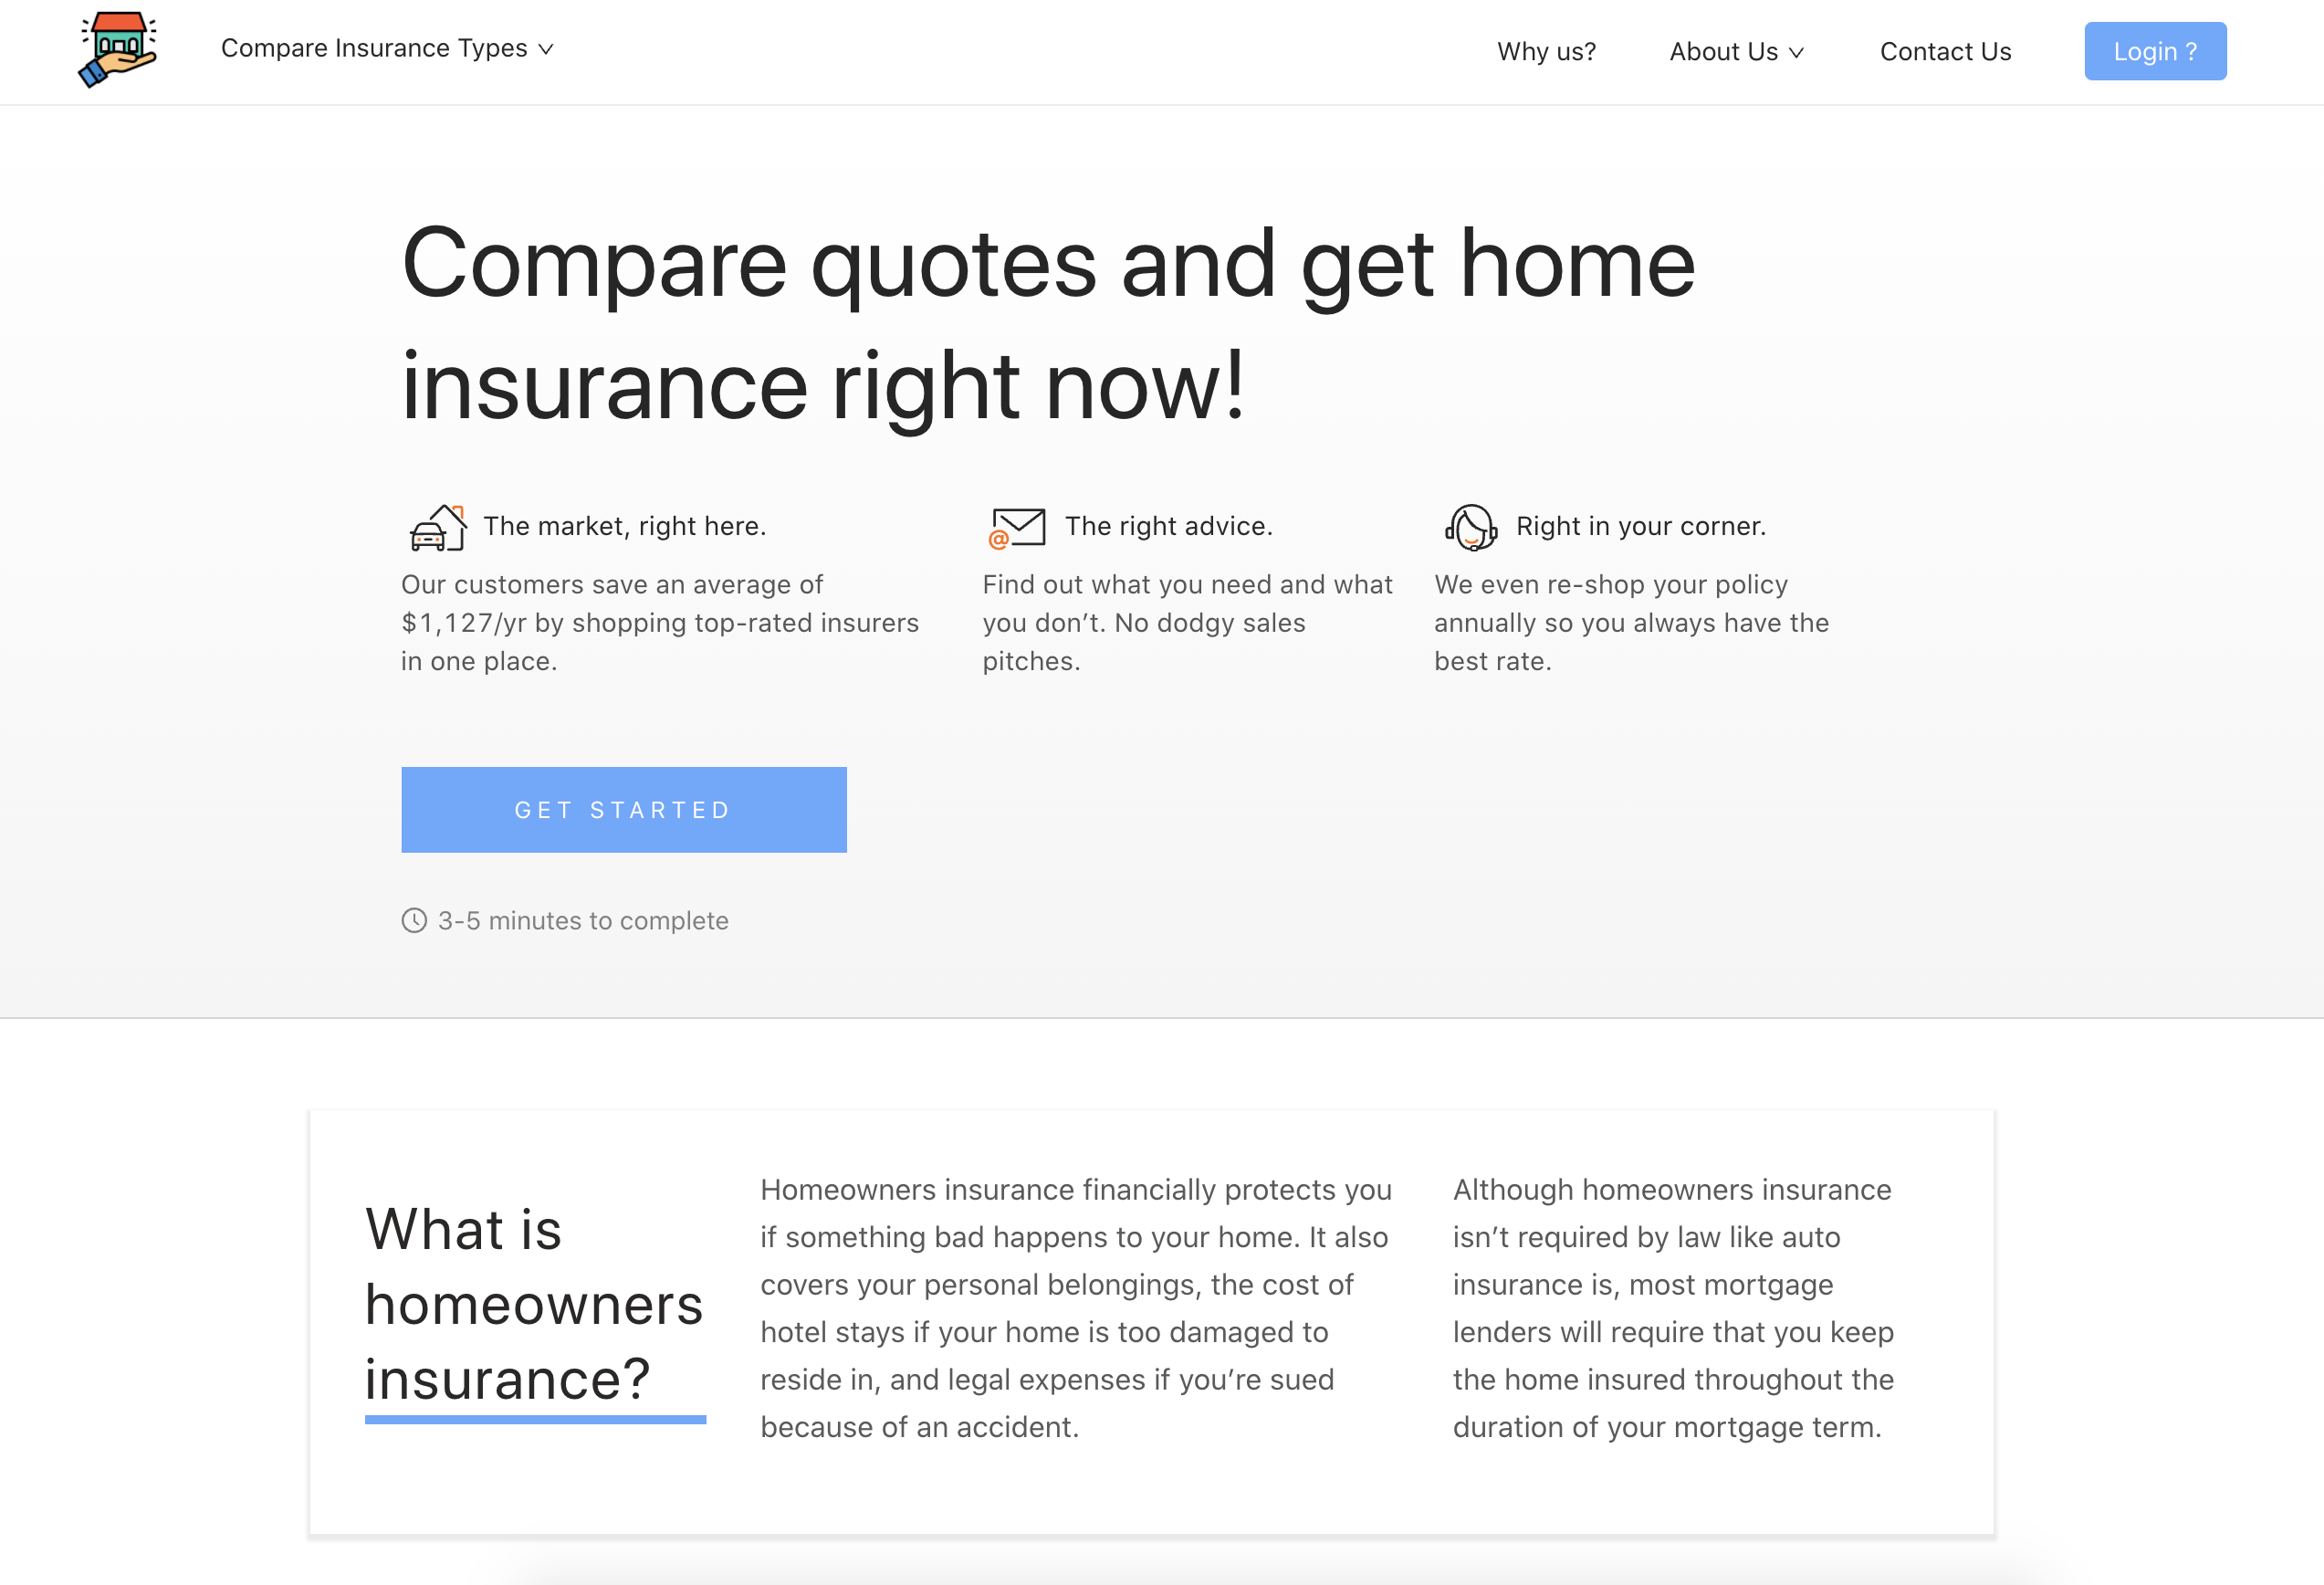 Compare Insurance Types
Why us?
About Us
Contact Us
Login ?
Compare quotes and get home
insurance right now!
The market, right here.
Our customers save an average of
$1,127/yr by shopping top-rated insurers
in one place.
@
The right advice.
Find out what you need and what
you don’t. No dodgy sales
pitches.
Right in your corner.
We even re-shop your policy
annually so you always have the
best rate.
GET STARTED
3-5 minutes to complete
What is
homeowners
insurance?
Homeowners insurance financially protects you
if something bad happens to your home. It also
covers your personal belongings, the cost of
hotel stays if your home is too damaged to
reside in, and legal expenses if you’re sued
because of an accident.
Although homeowners insurance
isn’t required by law like auto
insurance is, most mortgage
lenders will require that you keep
the home insured throughout the
duration of your mortgage term.